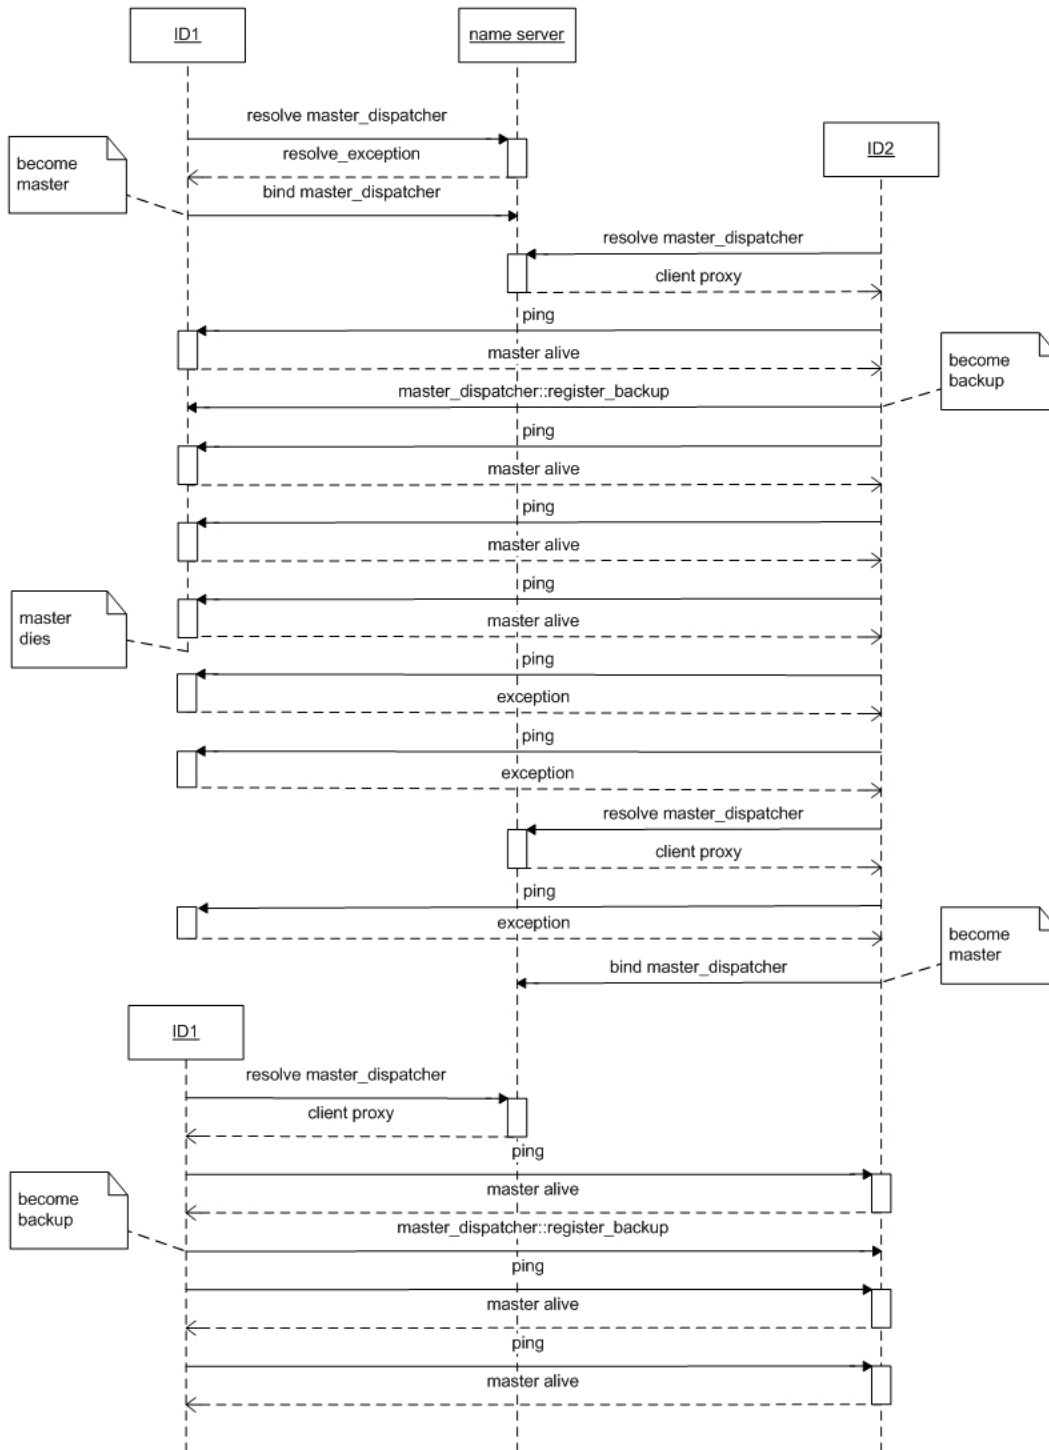 ID1
name server
resolve master_dispatcher
become
master
resolve_exception
ID2
bind master_dispatcher
resolve master_dispatcher
client proxy
ping
master alive
become
backup
master_dispatcher::register_backup
ping
master alive
ping
master alive
ping
master
dies
master alive
ping
exception
ping
exception
resolve master_dispatcher
client proxy
ping
exception
become
master
bind master_dispatcher
ID1
resolve master_dispatcher
client proxy
ping
master alive
become
backup
master_dispatcher::register_backup
ping
master alive
ping
master alive